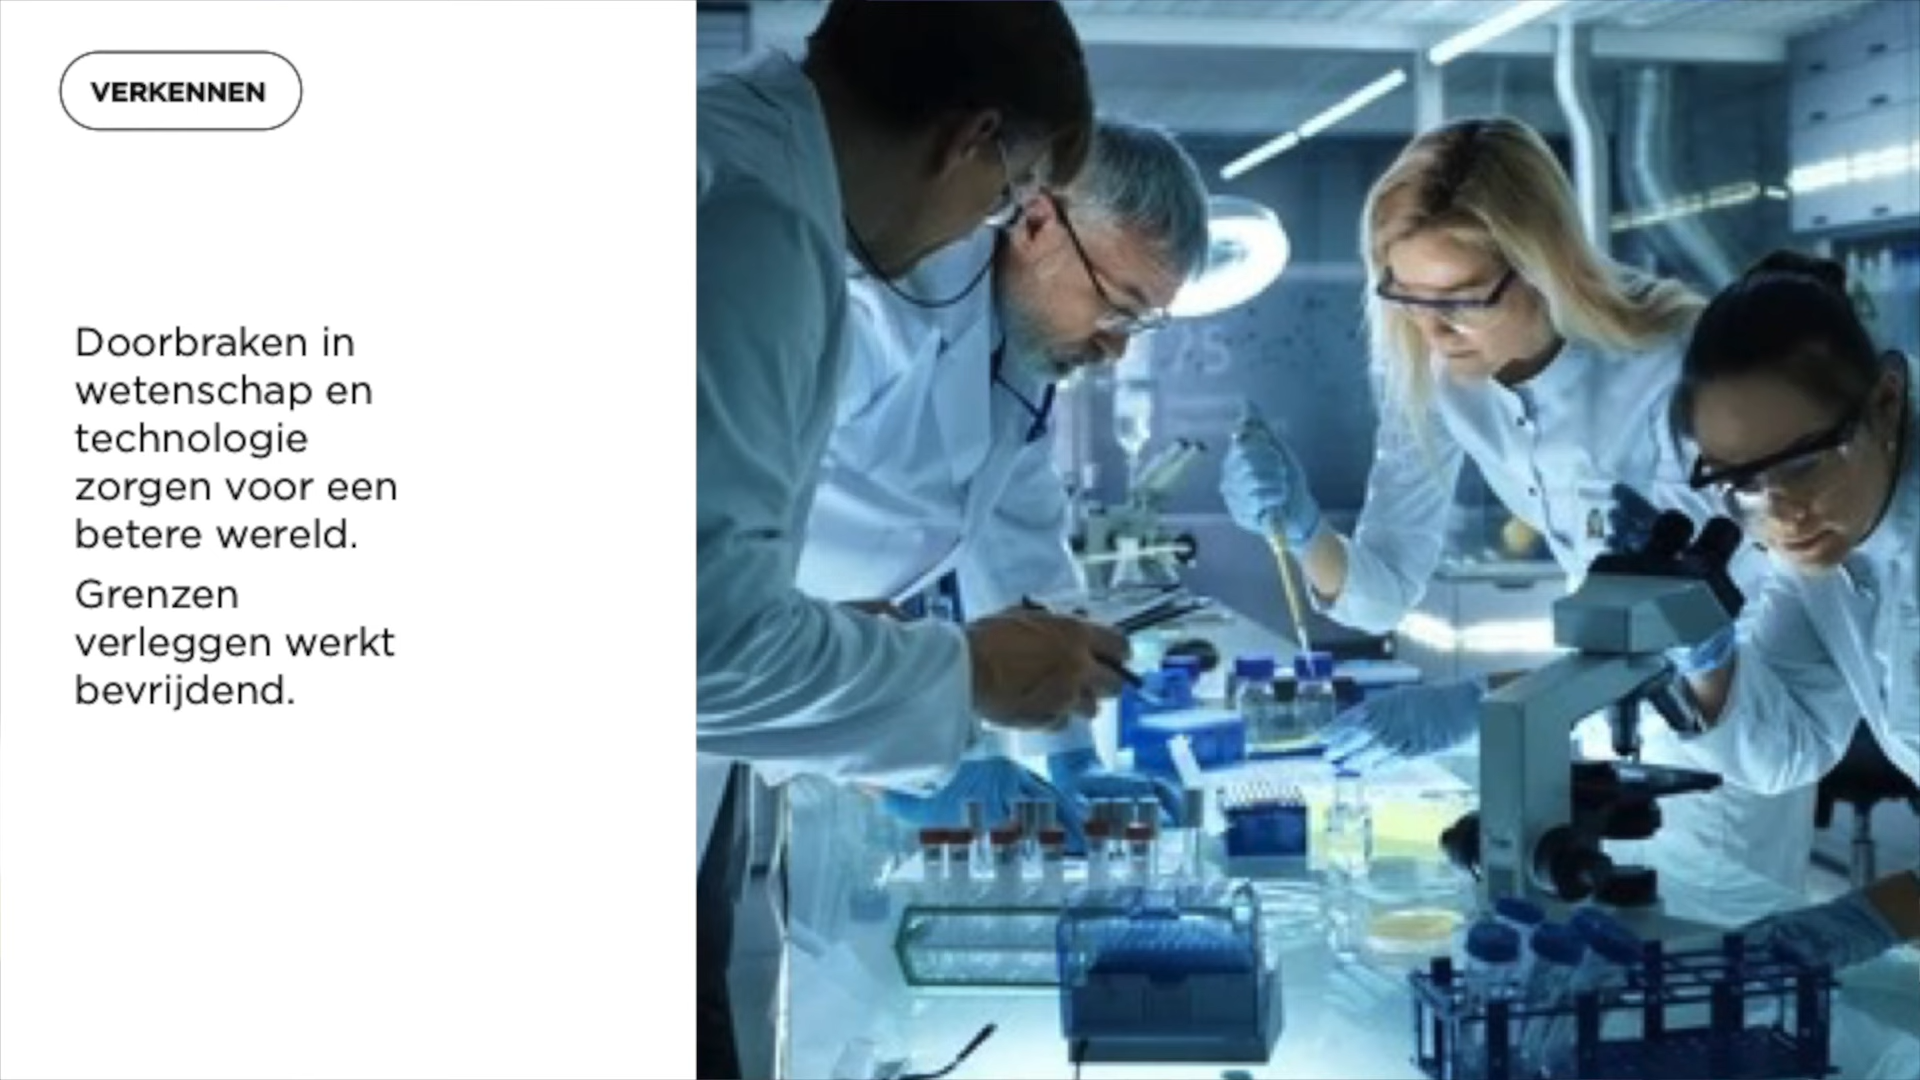 VERKENNEN
Doorbraken in
wetenschap en
technologie
zorgen voor een
betere wereld.
Grenzen
verleggen werkt
bevrijdend.